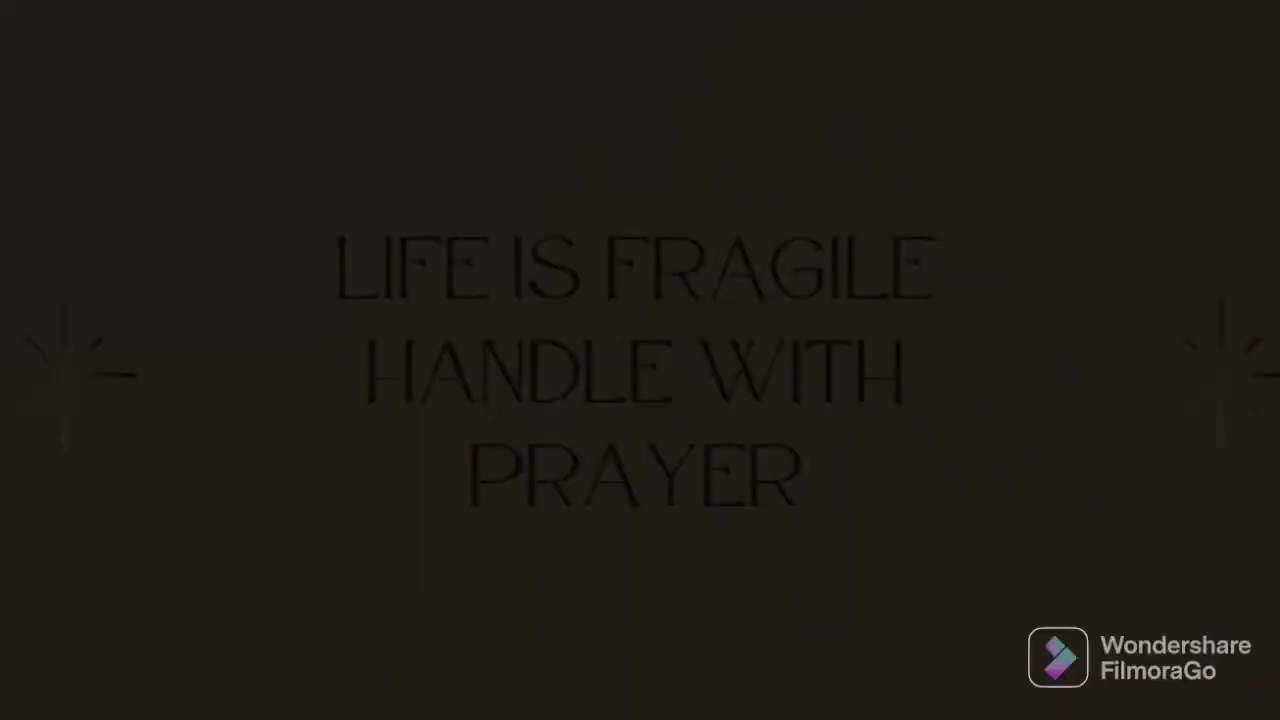 LIFE IS FRAGILE
HANDLE WITH
PRAYER
Wondershare
FilmoraGo